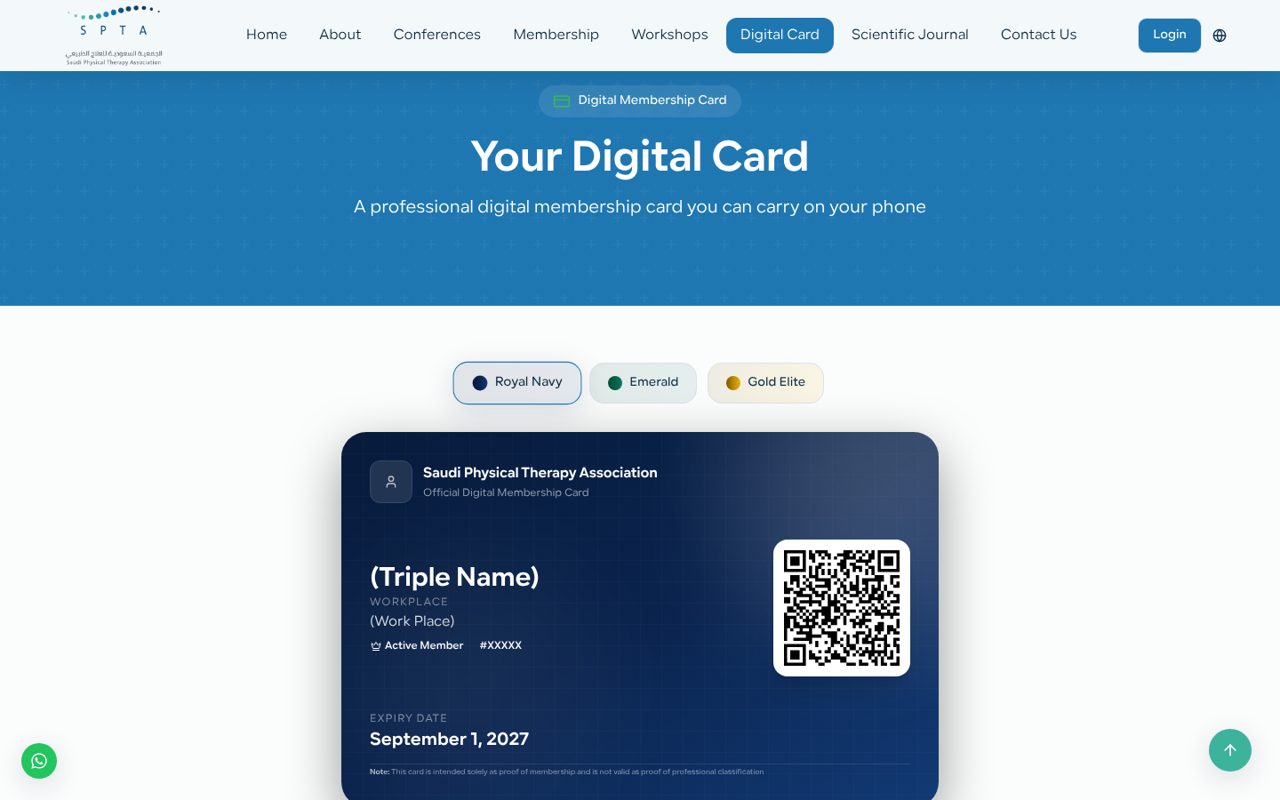 S P T A
الجمعية السعودية للعلاج الطبيعي
Saudi Physical Therapy Association
Home
About
Conferences
Membership
Workshops
Digital Card
Scientific Journal
Contact Us
Login
Digital Membership Card
Your Digital Card
A professional digital membership card you can carry on your phone
Royal Navy
Emerald
Gold Elite
Saudi Physical Therapy Association
Official Digital Membership Card
(Triple Name)
WORKPLACE
(Work Place)
Active Member #XXXXX
EXPIRY DATE
September 1, 2027
Note: This card is intended solely as proof of membership and is not valid as proof of professional classification